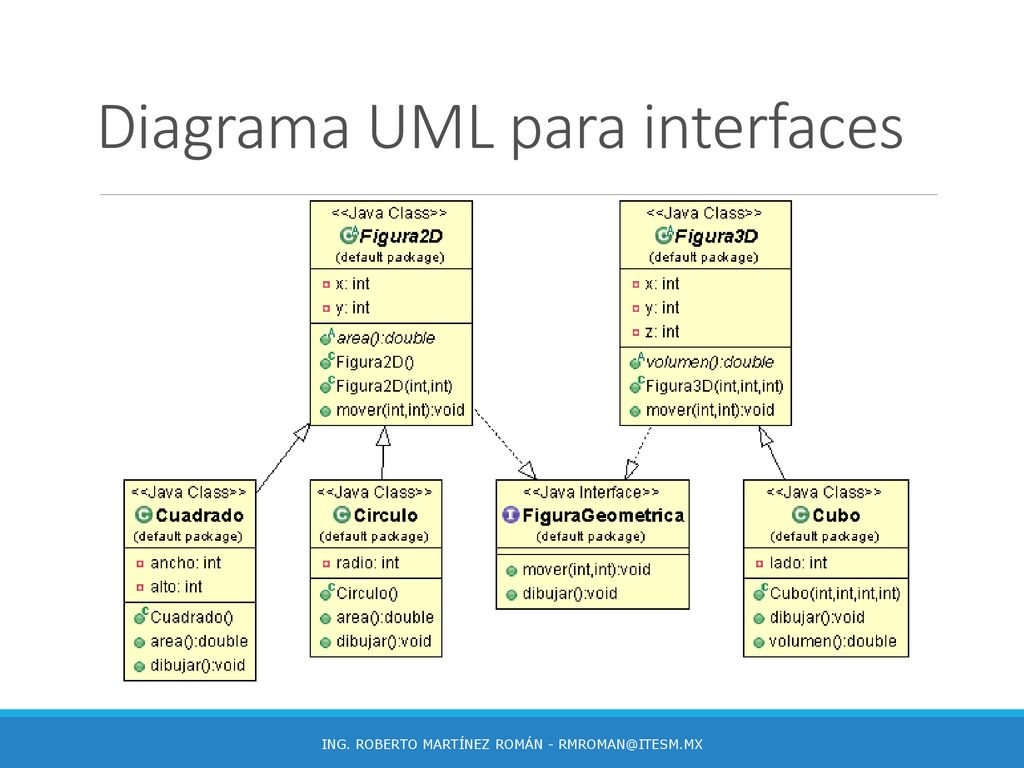 Diagrama UML para interfaces
<<Java Class>>
Figura2D
(default package)
x: int
y: int
area():double
Figura2D()
Figura2D(int,int)
mover(int,int):void
<<Java Class>>
Figura3D
(default package)
x: int
y: int
z: int
volumen():double
Figura3D(int,int,int)
mover(int,int):void
<<Java Class>>
Cuadrado
(default package)
ancho: int
alto: int
Cuadrado()
area():double
dibujar():void
<<Java Class>>
Circulo
(default package)
radio: int
Circulo()
area():double
dibujar():void
<<Java Interface>>
FiguraGeometrica
(default package)
mover(int,int):void
dibujar():void
<<Java Class>>
Cubo
(default package)
lado: int
Cubo(int,int,int,int)
dibujar():void
volumen():double
ING. ROBERTO MARTÍNEZ ROMÁN - RMROMAN@ITESM.MX